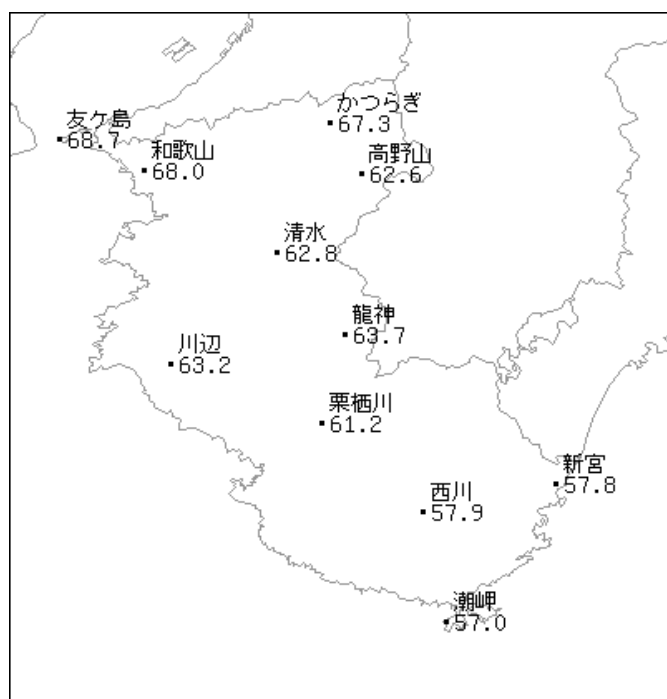 かつらぎ
67.3
友ケ島
68.7
和歌山
68.0
高野山
62.6
清水
62.8
龍神
63.7
川辺
63.2
栗栖川
61.2
新宮
57.8
西川
57.9
潮岬
57.0